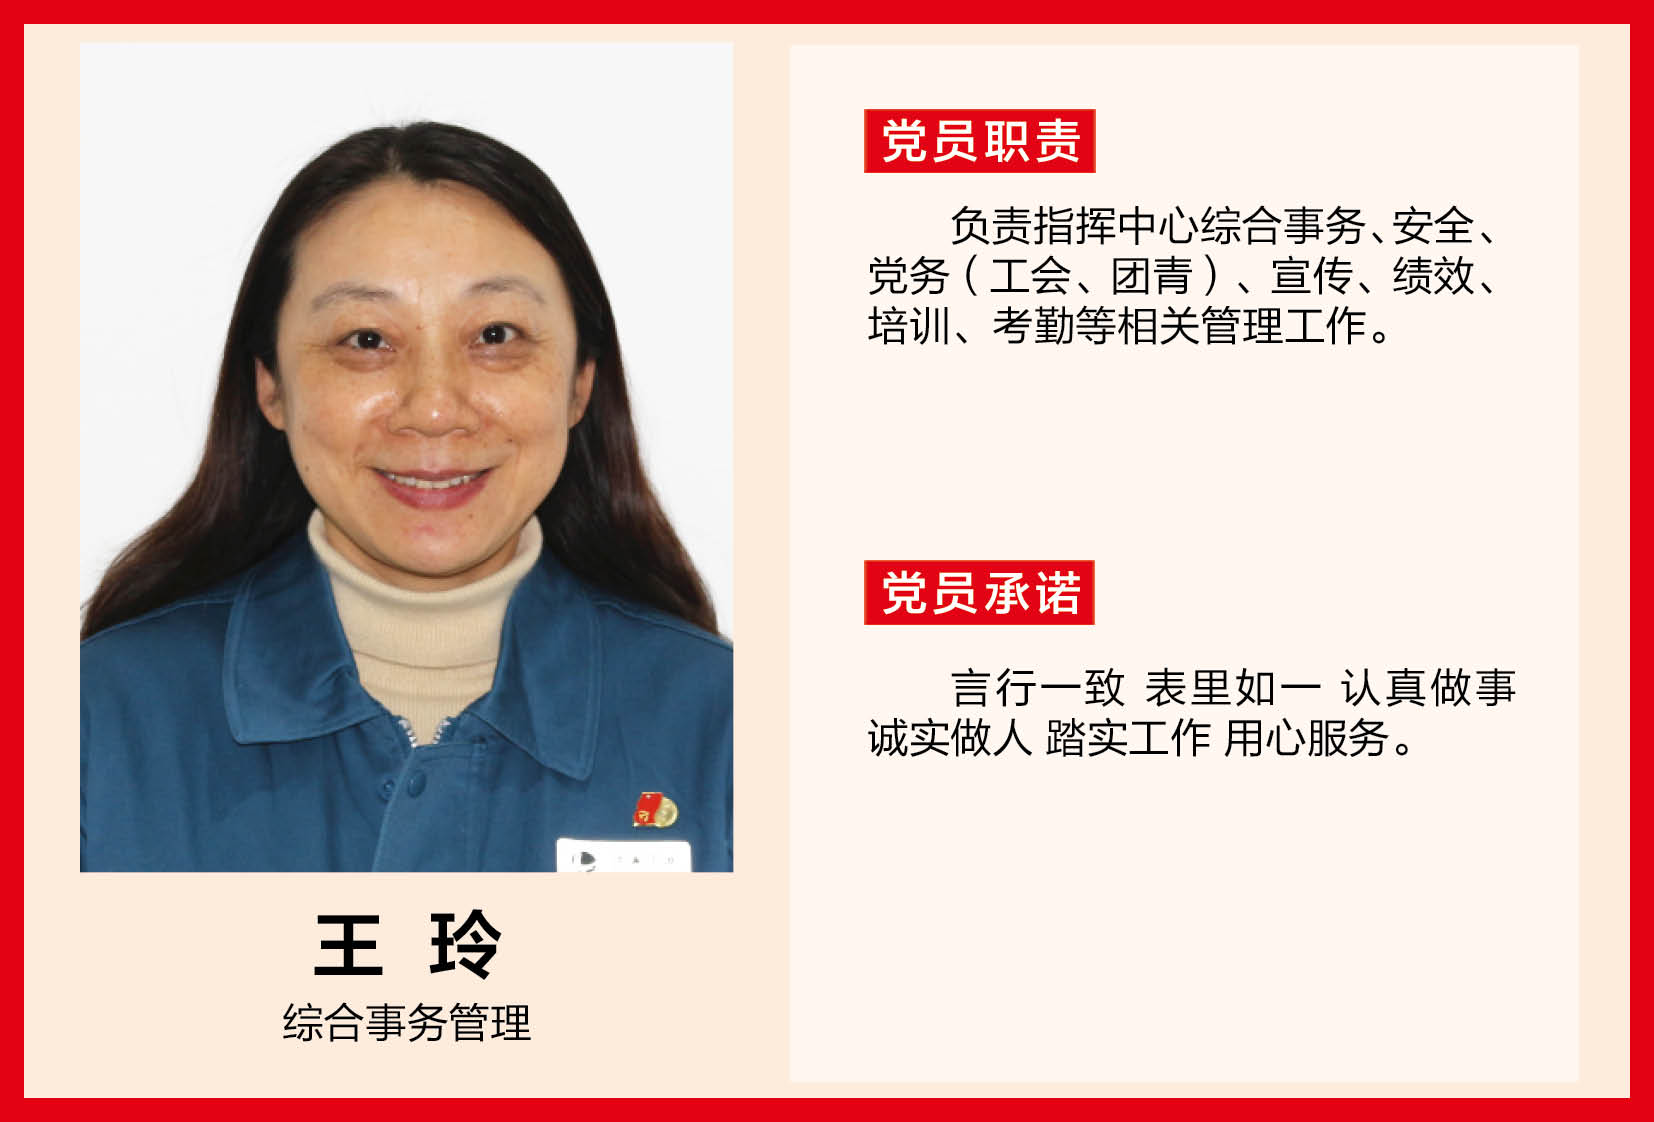 党员职责
负责指挥中心综合事务、安全、
党务（工会、团青）、宣传、绩效、
培训、考勤等相关管理工作。
党员承诺
言行一致 表里如一 认真做事
诚实做人 踏实工作 用心服务。
王 玲
综合事务管理